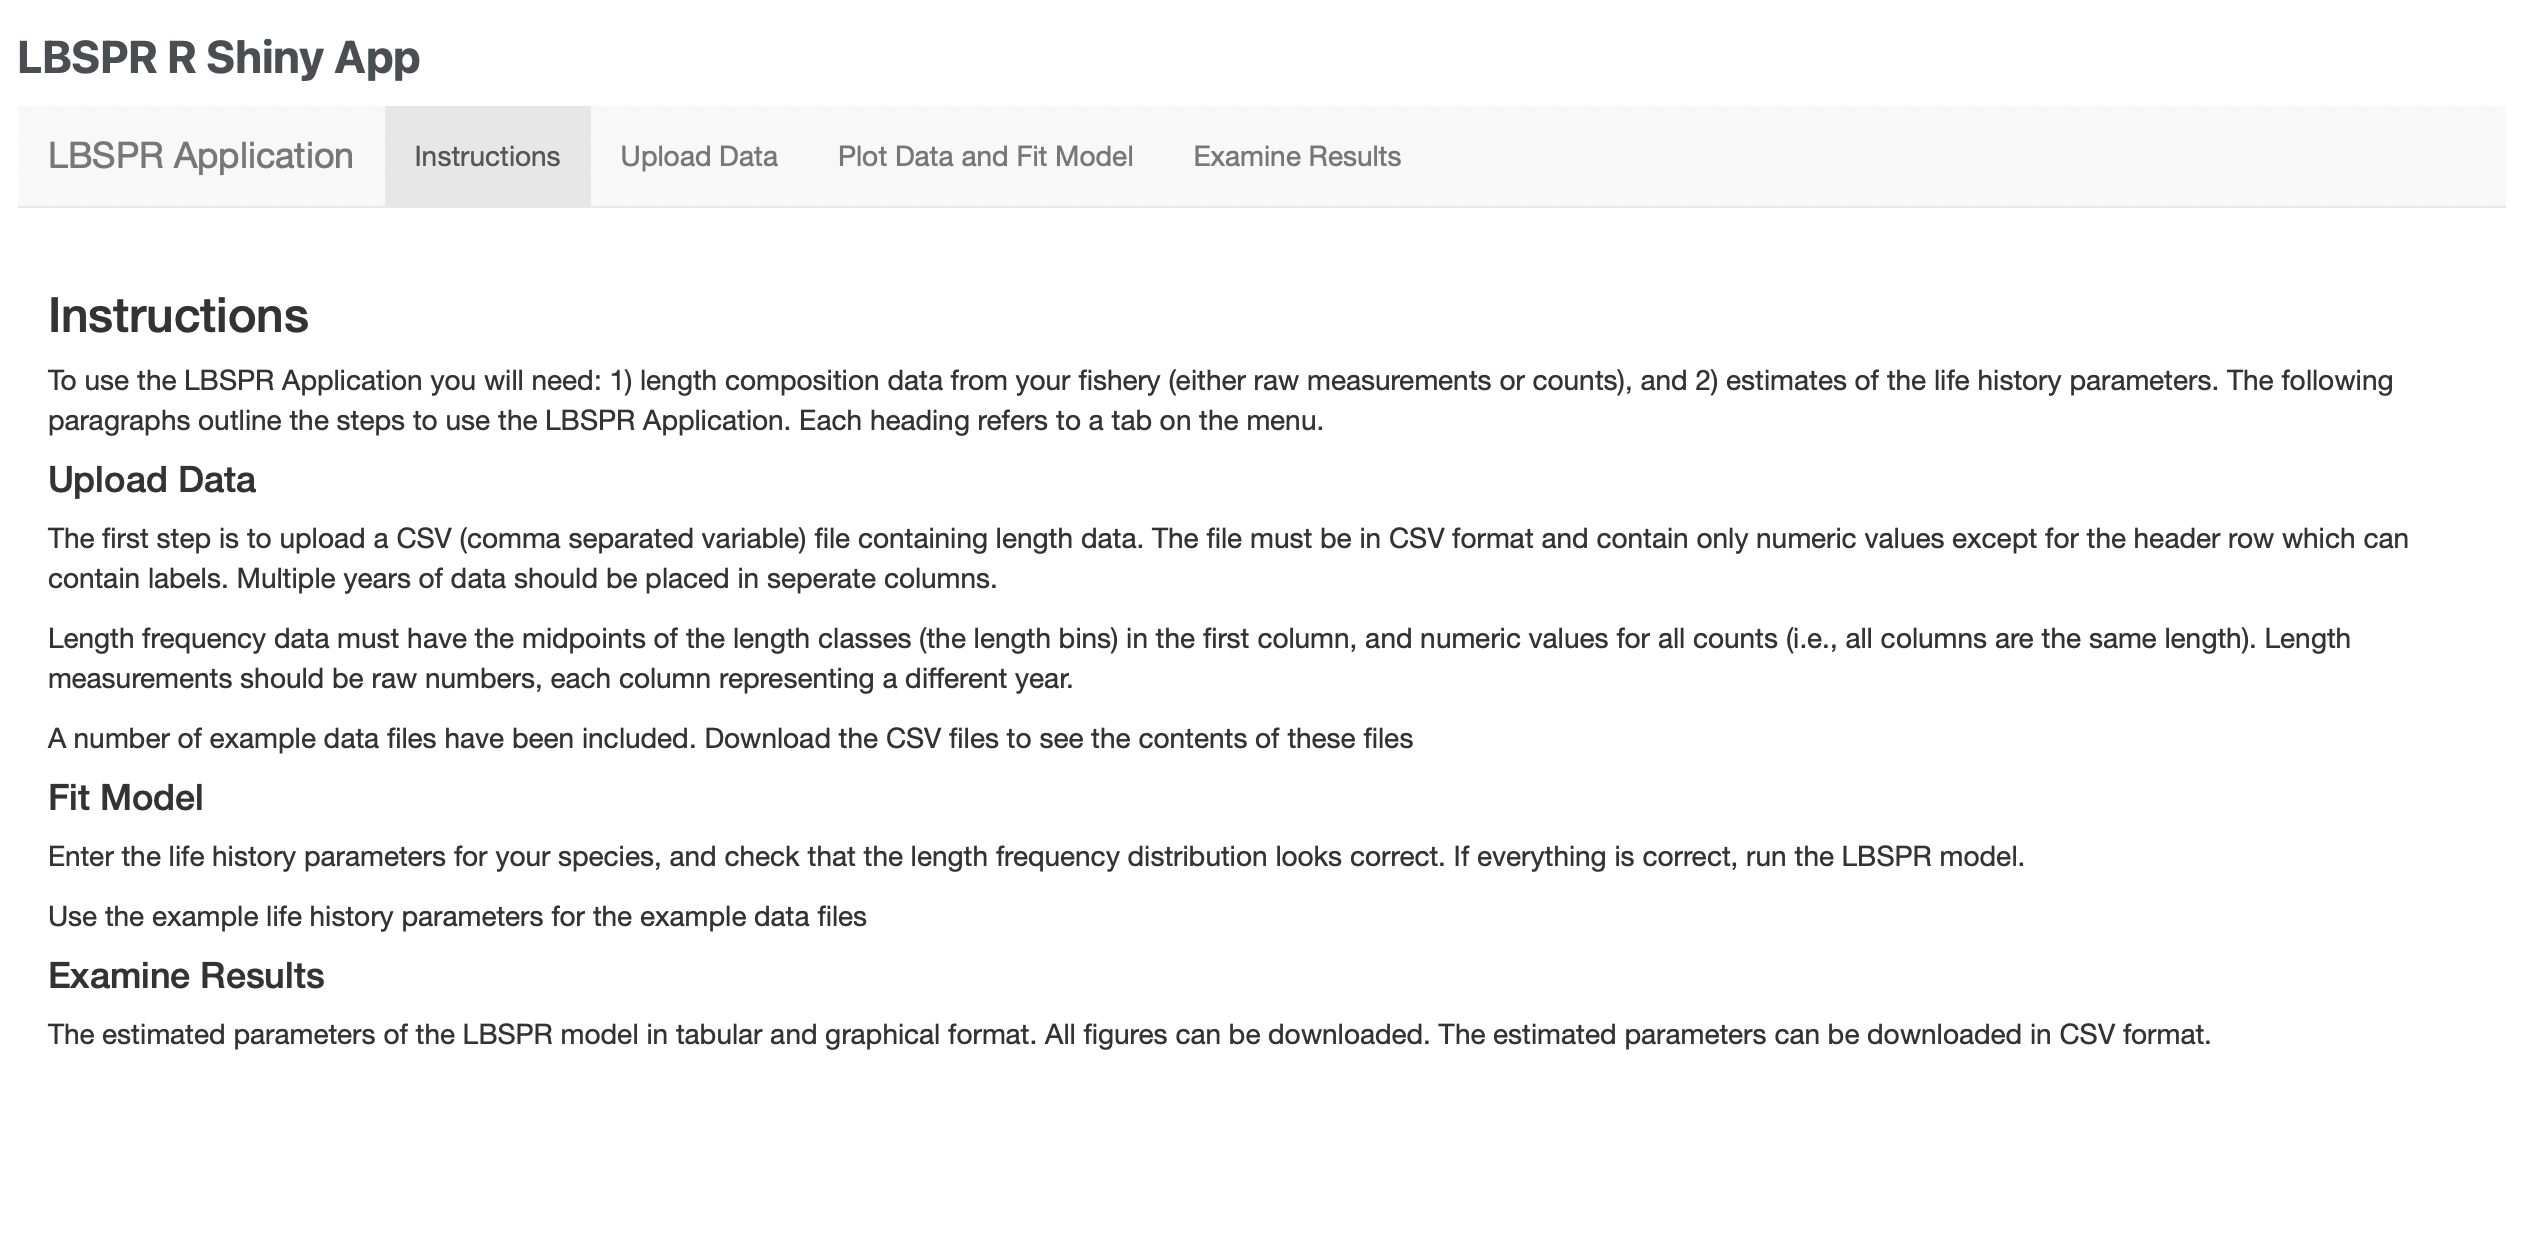 LBSPR R Shiny App
LBSPR Application
Instructions
Upload Data
Plot Data and Fit Model
Examine Results
Instructions
To use the LBSPR Application you will need: 1) length composition data from your fishery (either raw measurements or counts), and 2) estimates of the life history parameters. The following
paragraphs outline the steps to use the LBSPR Application. Each heading refers to a tab on the menu.
Upload Data
The first step is to upload a CSV (comma separated variable) file containing length data. The file must be in CSV format and contain only numeric values except for the header row which can
contain labels. Multiple years of data should be placed in seperate columns.
Length frequency data must have the midpoints of the length classes (the length bins) in the first column, and numeric values for all counts (i.e., all columns are the same length). Length
measurements should be raw numbers, each column representing a different year.
A number of example data files have been included. Download the CSV files to see the contents of these files
Fit Model
Enter the life history parameters for your species, and check that the length frequency distribution looks correct. If everything is correct, run the LBSPR model.
Use the example life history parameters for the example data files
Examine Results
The estimated parameters of the LBSPR model in tabular and graphical format. All figures can be downloaded. The estimated parameters can be downloaded in CSV format.